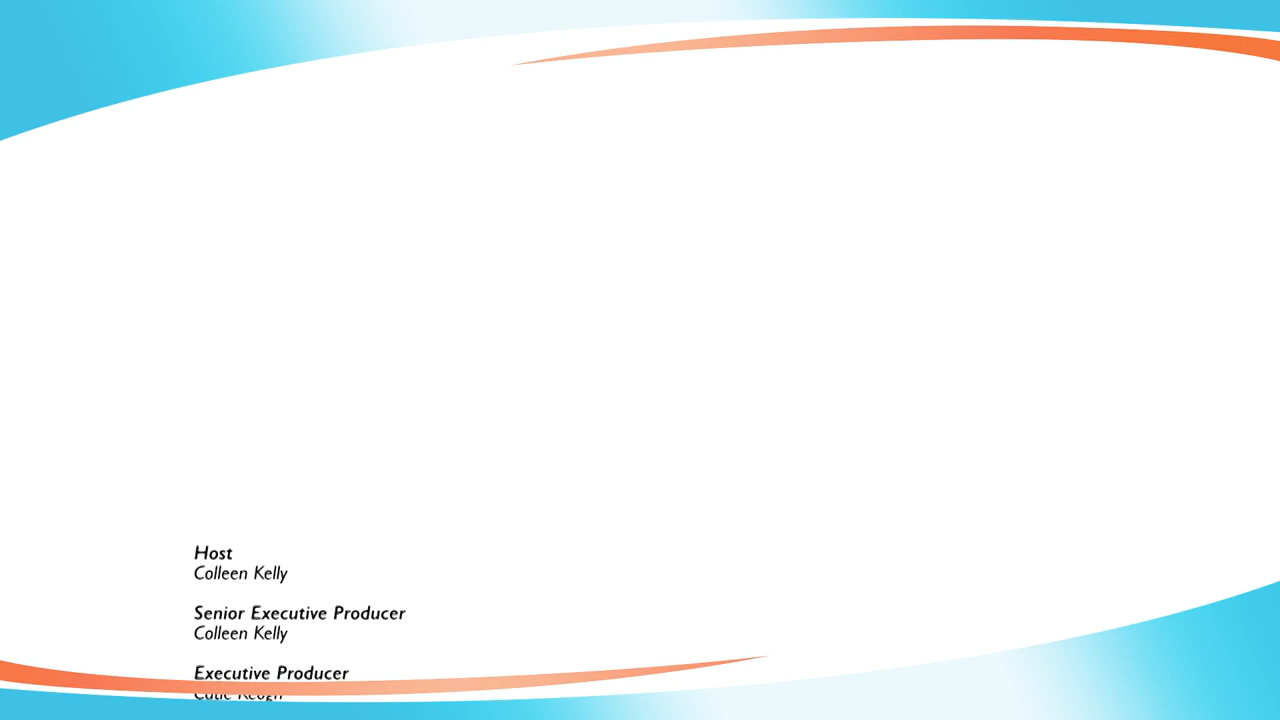 Host
Colleen Kelly
Senior Executive Producer
Colleen Kelly
Executive Producer